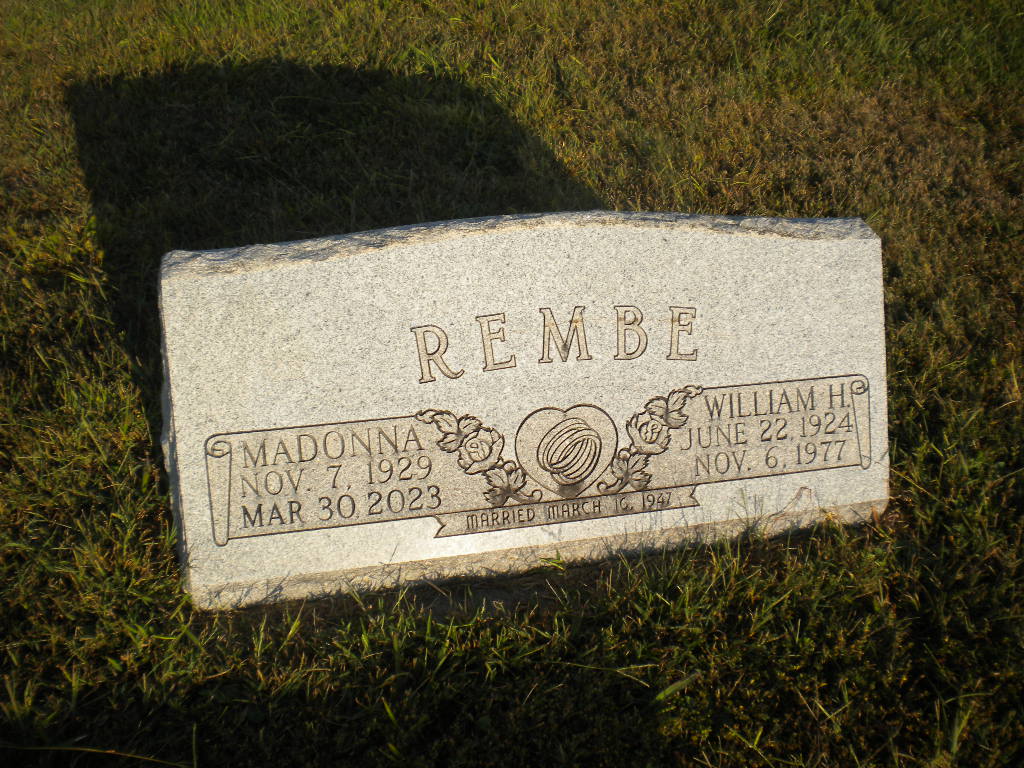 REMBE
MADONNA
NOV. 7, 1929
MAR 30 2023
WILLIAM H.
JUNE 22, 1924
NOV. 6, 1977
MARRIED MARCH 16, 1947